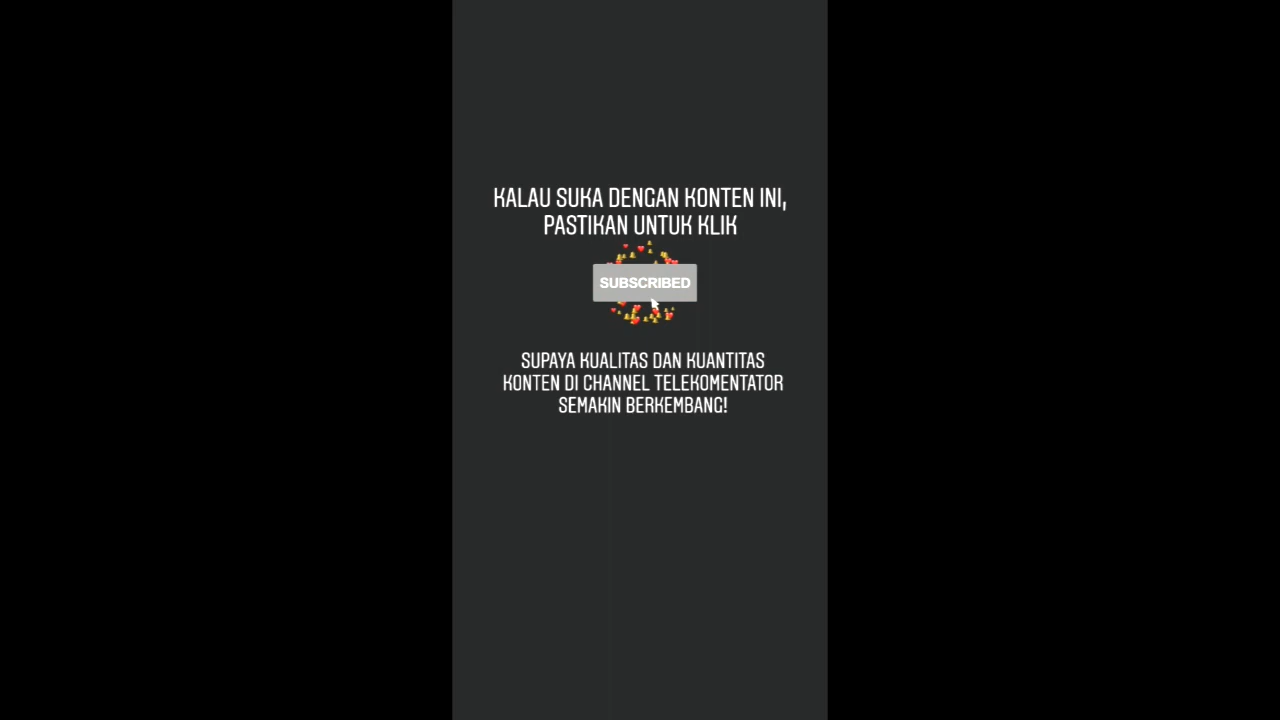 KALAU SUKA DENGAN KONTEN INI,
PASTIKAN UNTUK KLIK
SUBSCRIBED
SUPAYA KUALITAS DAN KUANTITAS
KONTEN DI CHANNEL TELEKOMENTATOR
SEMAKIN BERKEMBANG!